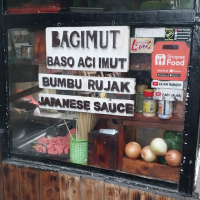 BAGIMUT
BASO ACI IMUT
BUMBU RUJAK
JAPANESE SAUCE
Shopee
Food